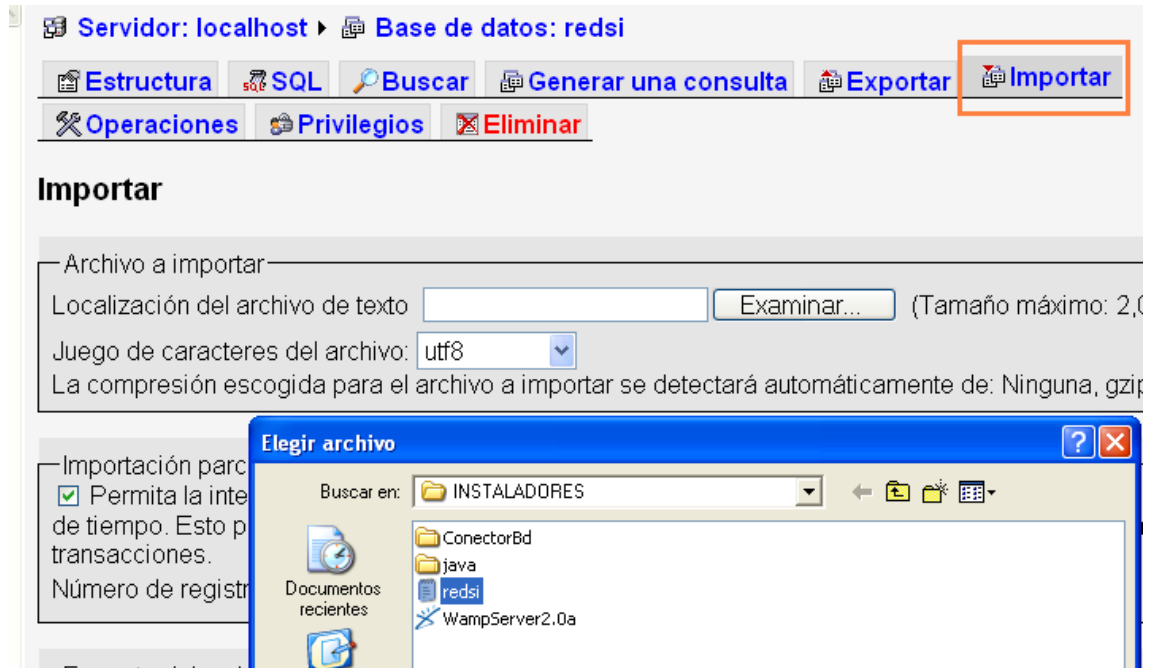 Servidor: localhost Base de datos: redsi
Estructura SQL Buscar Generar una consulta Exportar Importar
Operaciones Privilegios Eliminar
Importar
Archivo a importar
Localización del archivo de texto Examinar... (Tamaño máximo: 2,0
Juego de caracteres del archivo: utf8
La compresión escogida para el archivo a importar se detectará automáticamente de: Ninguna, gzip
Elegir archivo
Importación parc
Buscar en: INSTALADORES
Permita la inte
de tiempo. Esto p
transacciones.
Número de registr
ConectorBd
java
redsi
WampServer2.0a
Documentos
recientes